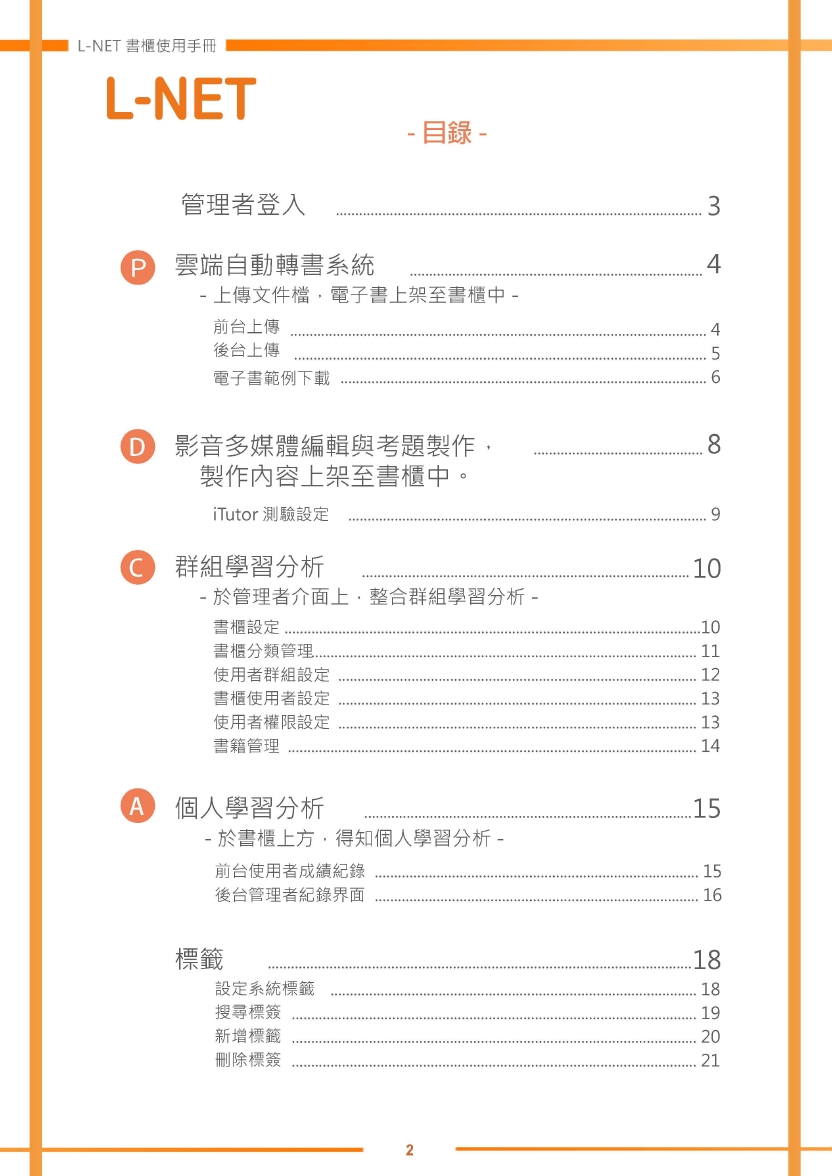 L-NET 書櫃使用手冊
L-NET
- 目錄 -
管理者登入 ........ 3
P 雲端自動轉書系統 ........ 4
- 上傳文件檔，電子書上架至書櫃中 -
前台上傳 ........ 4
後台上傳 ........ 5
電子書範例下載 ........ 6
D 影音多媒體編輯與考題製作， ........ 8
製作內容上架至書櫃中。
iTutor 測驗設定 ........ 9
C 群組學習分析 ........ 10
- 於管理者介面上，整合群組學習分析 -
書櫃設定 ........ 10
書櫃分類管理 ........ 11
使用者群組設定 ........ 12
書櫃使用者設定 ........ 13
使用者權限設定 ........ 13
書籍管理 ........ 14
A 個人學習分析 ........ 15
- 於書櫃上方，得知個人學習分析 -
前台使用者成績紀錄 ........ 15
後台管理者紀錄界面 ........ 16
標籤 ........ 18
設定系統標籤 ........ 18
搜尋標簽 ........ 19
新增標籤 ........ 20
刪除標簽 ........ 21
2